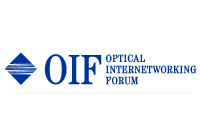 OIF
OPTICAL
INTERNETWORKING
FORUM